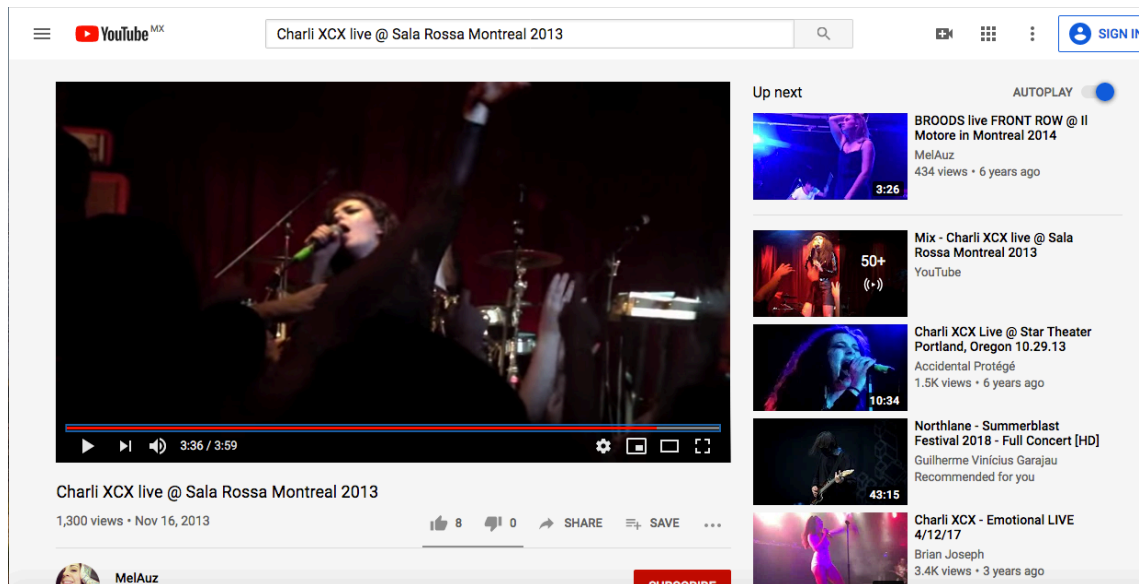 YouTube MX
Charli XCX live @ Sala Rossa Montreal 2013
SIGN IN
3:36 / 3:59
Charli XCX live @ Sala Rossa Montreal 2013
1,300 views • Nov 16, 2013
8
0
SHARE
SAVE
MelAuz
SUBSCRIBE
Up next
AUTOPLAY
3:26
BROODS live FRONT ROW @ Il
Motore in Montreal 2014
MelAuz
434 views • 6 years ago
50+
Mix - Charli XCX live @ Sala
Rossa Montreal 2013
YouTube
10:34
Charli XCX Live @ Star Theater
Portland, Oregon 10.29.13
Accidental Protégé
1.5K views • 6 years ago
43:15
Northlane - Summerblast
Festival 2018 - Full Concert [HD]
Guilherme Vinícius Garajau
Recommended for you
Charli XCX - Emotional LIVE
4/12/17
Brian Joseph
3.4K views • 3 years ago